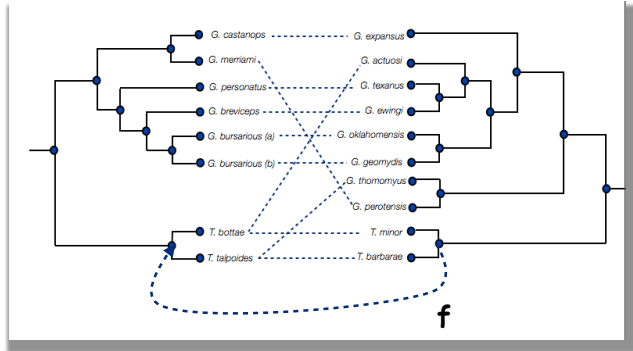 G. castanops
G. merriami
G. personatus
G. breviceps
G. bursarious (a)
G. bursarious (b)
T. bottae
T. talpoides
G. expansus
G. actuosi
G. texanus
G. ewingi
G. oklahomensis
G. geomydis
G. thomomyus
G. perotensis
T. minor
T. barbarae
f